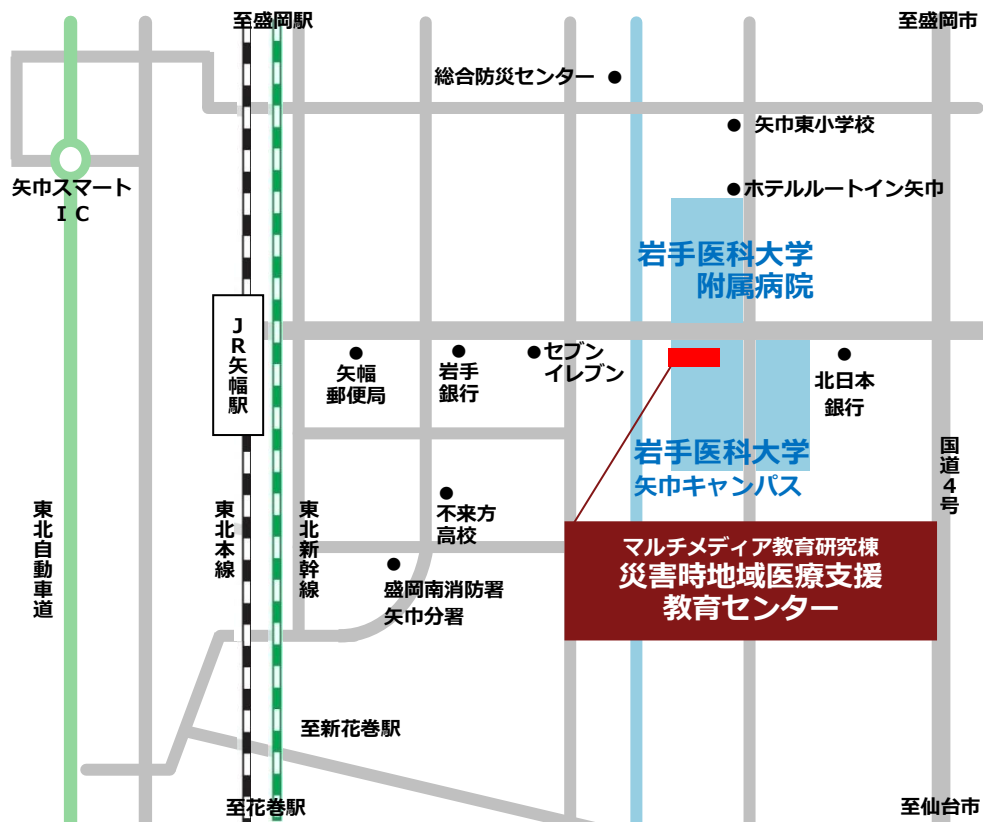 至盛岡駅
至盛岡市
総合防災センター
矢巾東小学校
矢巾スマート
ＩＣ
ホテルルートイン矢巾
岩手医科大学
附属病院
ＪＲ矢幅駅
矢幅
郵便局
岩手
銀行
セブン
イレブン
北日本
銀行
岩手医科大学
矢巾キャンパス
国道４号
東北自動車道
東北本線
東北新幹線
不来方
高校
盛岡南消防署
矢巾分署
マルチメディア教育研究棟
災害時地域医療支援
教育センター
至新花巻駅
至花巻駅
至仙台市